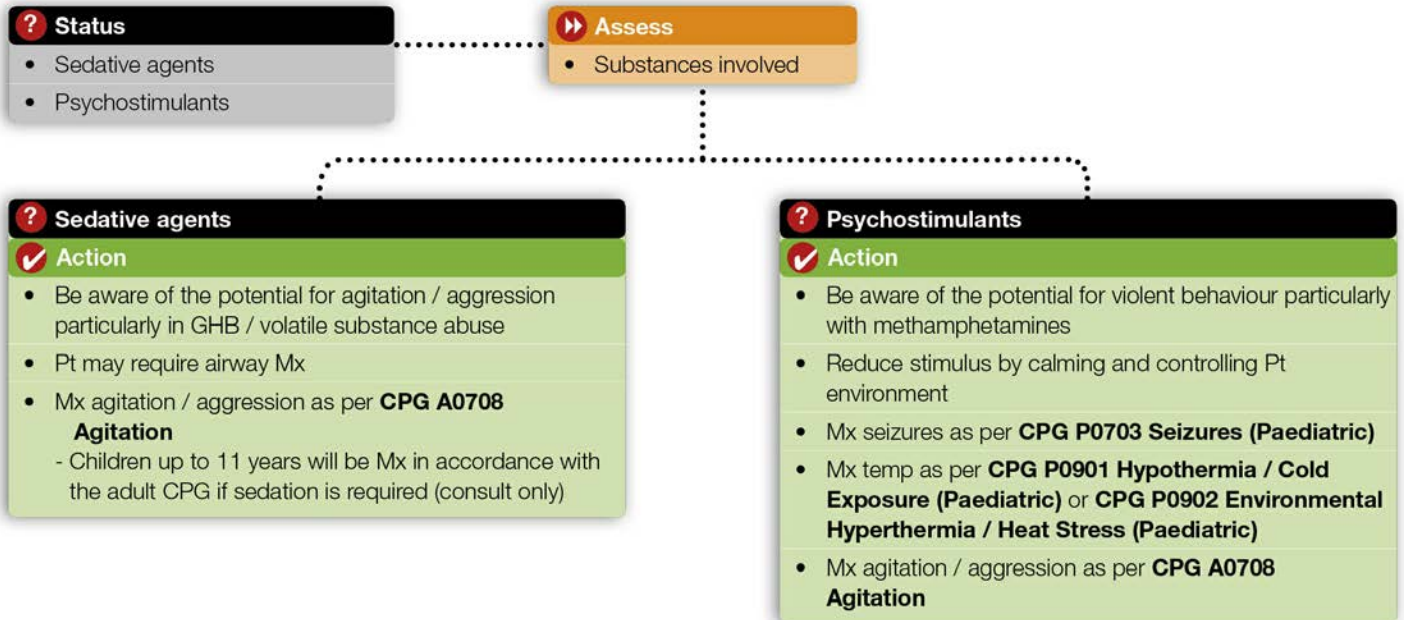 ? Status
• Sedative agents
• Psychostimulants
Assess
• Substances involved
? Sedative agents
Action
• Be aware of the potential for agitation / aggression
particularly in GHB / volatile substance abuse
• Pt may require airway Mx
• Mx agitation / aggression as per CPG A0708
Agitation
- Children up to 11 years will be Mx in accordance with
the adult CPG if sedation is required (consult only)
? Psychostimulants
Action
• Be aware of the potential for violent behaviour particularly
with methamphetamines
• Reduce stimulus by calming and controlling Pt
environment
• Mx seizures as per CPG P0703 Seizures (Paediatric)
• Mx temp as per CPG P0901 Hypothermia / Cold
Exposure (Paediatric) or CPG P0902 Environmental
Hyperthermia / Heat Stress (Paediatric)
• Mx agitation / aggression as per CPG A0708
Agitation